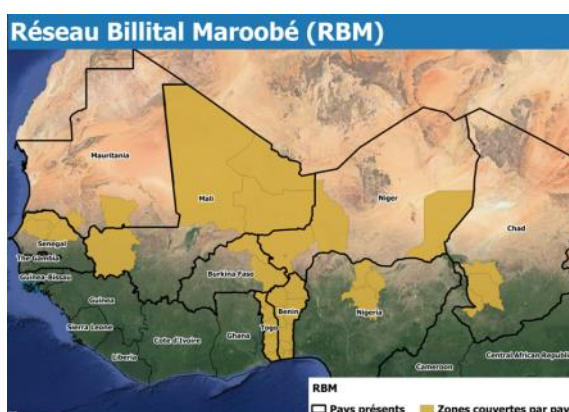 Réseau Billital Maroobé (RBM)
Mauritania
Mali
Niger
Chad
Senegal
The Gambia
Guinea-Bissau
Burkina Faso
Guinea
Benin
Nigeria
Sierra Leone
Togo
Cote d'Ivoire
Ghana
Liberia
Central African Republic
Cameroon
RBM
Pays présents
Zones couvertes par pay